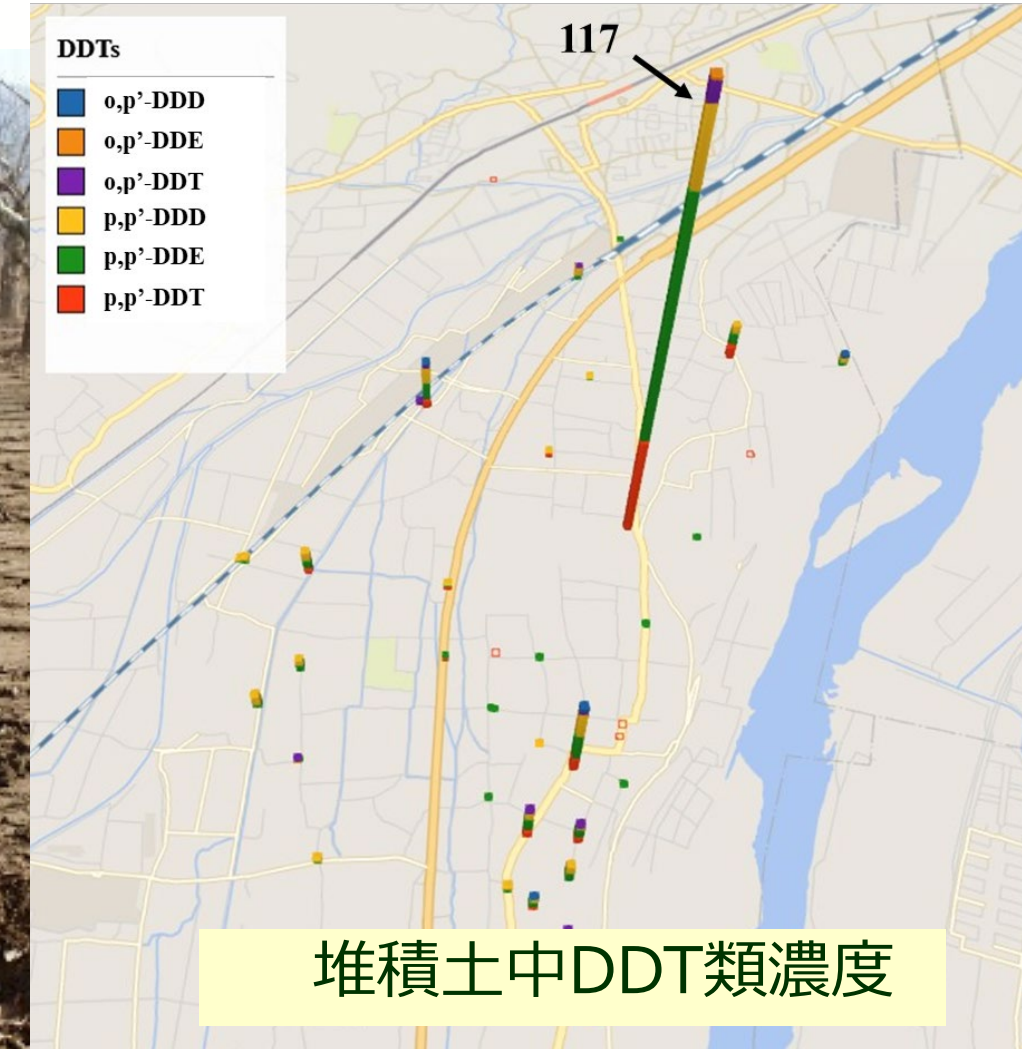 DDTs
o,p’-DDD
o,p’-DDE
o,p’-DDT
p,p’-DDD
p,p’-DDE
p,p’-DDT
117
堆積土中DDT類濃度